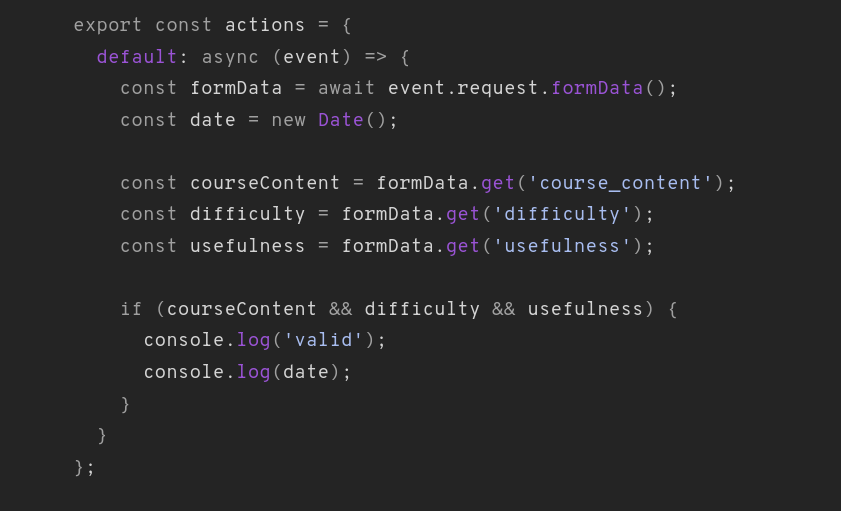 export const actions = {
  default: async (event) => {
    const formData = await event.request.formData();
    const date = new Date();

    const courseContent = formData.get('course_content');
    const difficulty = formData.get('difficulty');
    const usefulness = formData.get('usefulness');

    if (courseContent && difficulty && usefulness) {
      console.log('valid');
      console.log(date);
    }
  }
};